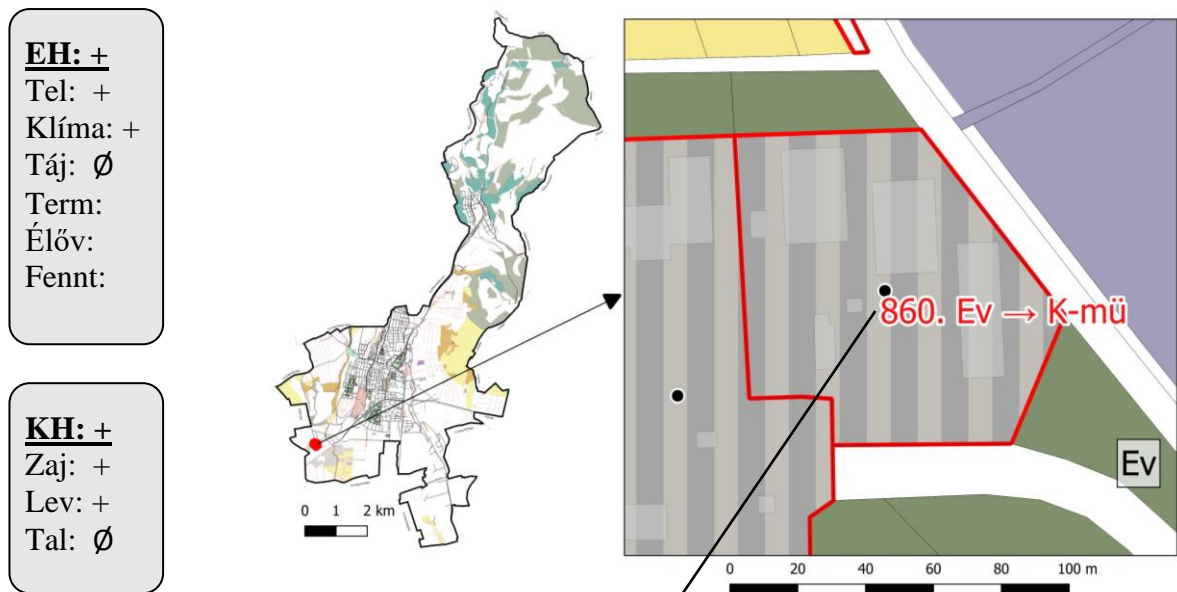 EH: +
Tel: +
Klíma: +
Táj: Ø
Term:
Élőv:
Fennt:
KH: +
Zaj: +
Lev: +
Tal: Ø
0 1 2 km
860. Ev → K-mü
Ev
0 20 40 60 80 100 m